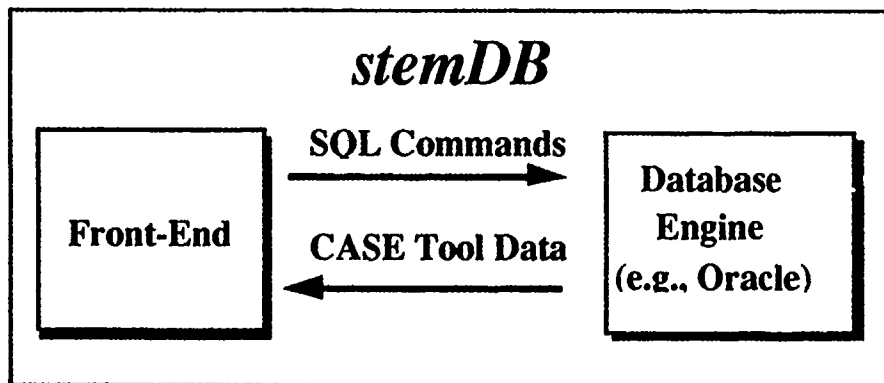 stemDB
SQL Commands
Front-End
CASE Tool Data
Database
Engine
(e.g., Oracle)